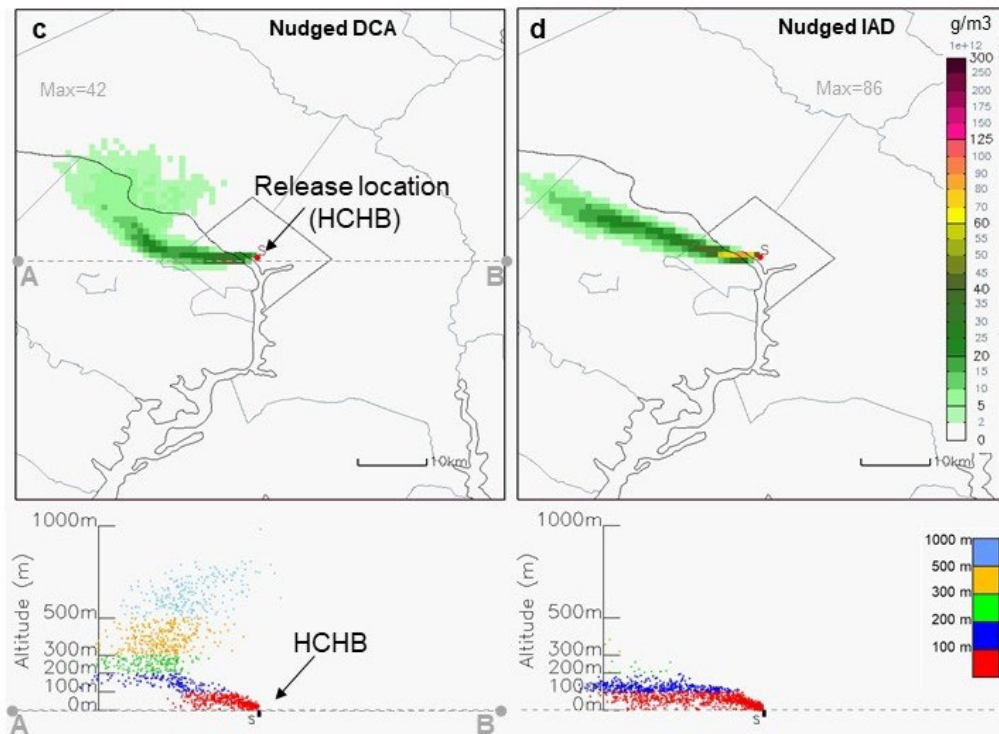 c
Nudged DCA
d
Nudged IAD
g/m3
1e+12
Max=42
Max=86
300
250
200
175
150
125
100
90
80
70
60
50
45
40
30
25
20
15
10
5
2
0
Release location
(HCHB)
S
S
A
B
10km
10km
1000m
500m
300m
200m
100m
0m
Altitude (m)
HCHB
A
S
B
1000m
500m
300m
200m
100m
0m
Altitude (m)
S
1000 m
500 m
300 m
200 m
100 m